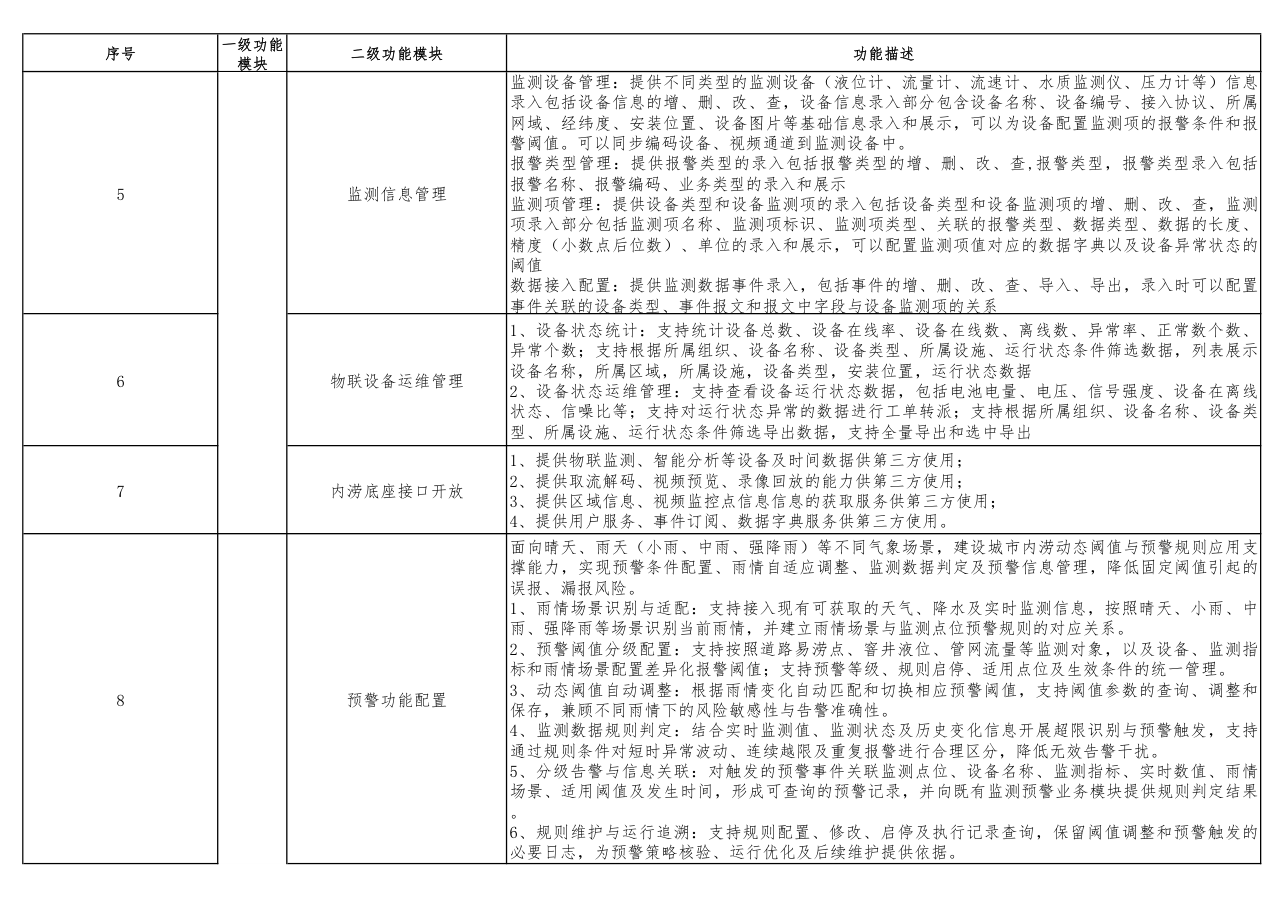 序号
一级功能
模块
二级功能模块
功能描述
5
监测信息管理
监测设备管理：提供不同类型的监测设备（液位计、流量计、流速计、水质监测仪、压力计等）信息
录入包括设备信息的增、删、改、查，设备信息录入部分包含设备名称、设备编号、接入协议、所属
网域、经纬度、安装位置、设备图片等基础信息录入和展示，可以为设备配置监测项的报警条件和报
警阈值。可以同步编码设备、视频通道到监测设备中。
报警类型管理：提供报警类型的录入包括报警类型的增、删、改、查,报警类型，报警类型录入包括
报警名称、报警编码、业务类型的录入和展示
监测项管理：提供设备类型和设备监测项的录入包括设备类型和设备监测项的增、删、改、查，监测
项录入部分包括监测项名称、监测项标识、监测项类型、关联的报警类型、数据类型、数据的长度、
精度（小数点后位数）、单位的录入和展示，可以配置监测项值对应的数据字典以及设备异常状态的
阈值
数据接入配置：提供监测数据事件录入，包括事件的增、删、改、查、导入、导出，录入时可以配置
事件关联的设备类型、事件报文和报文中字段与设备监测项的关系
6
物联设备运维管理
1、设备状态统计：支持统计设备总数、设备在线率、设备在线数、离线数、异常率、正常数个数、
异常个数；支持根据所属组织、设备名称、设备类型、所属设施、运行状态条件筛选数据，列表展示
设备名称，所属区域，所属设施，设备类型，安装位置，运行状态数据
2、设备状态运维管理：支持查看设备运行状态数据，包括电池电量、电压、信号强度、设备在离线
状态、信噪比等；支持对运行状态异常的数据进行工单转派；支持根据所属组织、设备名称、设备类
型、所属设施、运行状态条件筛选导出数据，支持全量导出和选中导出
7
内涝底座接口开放
1、提供物联监测、智能分析等设备及时间数据供第三方使用；
2、提供取流解码、视频预览、录像回放的能力供第三方使用；
3、提供区域信息、视频监控点信息信息的获取服务供第三方使用；
4、提供用户服务、事件订阅、数据字典服务供第三方使用。
8
预警功能配置
面向晴天、雨天（小雨、中雨、强降雨）等不同气象场景，建设城市内涝动态阈值与预警规则应用支
撑能力，实现预警条件配置、雨情自适应调整、监测数据判定及预警信息管理，降低固定阈值引起的
误报、漏报风险。
1、雨情场景识别与适配：支持接入现有可获取的天气、降水及实时监测信息，按照晴天、小雨、中
雨、强降雨等场景识别当前雨情，并建立雨情场景与监测点位预警规则的对应关系。
2、预警阈值分级配置：支持按照道路易涝点、窨井液位、管网流量等监测对象，以及设备、监测指
标和雨情场景配置差异化报警阈值；支持预警等级、规则启停、适用点位及生效条件的统一管理。
3、动态阈值自动调整：根据雨情变化自动匹配和切换相应预警阈值，支持阈值参数的查询、调整和
保存，兼顾不同雨情下的风险敏感性与告警准确性。
4、监测数据规则判定：结合实时监测值、监测状态及历史变化信息开展超限识别与预警触发，支持
通过规则条件对短时异常波动、连续越限及重复报警进行合理区分，降低无效告警干扰。
5、分级告警与信息关联：对触发的预警事件关联监测点位、设备名称、监测指标、实时数值、雨情
场景、适用阈值及发生时间，形成可查询的预警记录，并向既有监测预警业务模块提供规则判定结果
。
6、规则维护与运行追溯：支持规则配置、修改、启停及执行记录查询，保留阈值调整和预警触发的
必要日志，为预警策略核验、运行优化及后续维护提供依据。